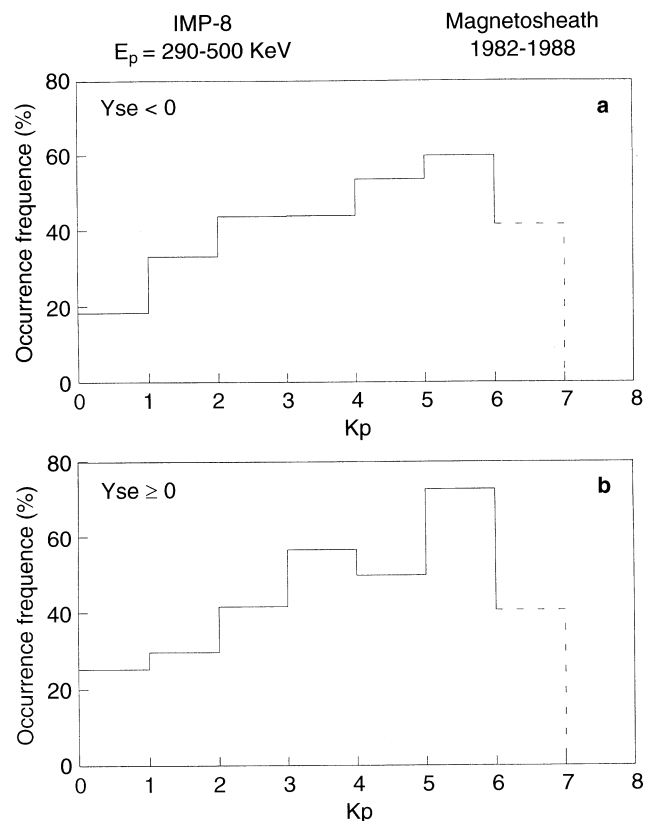 IMP-8
E_p = 290-500 KeV
Magnetosheath
1982-1988
Occurrence frequence (%)
80
60
40
20
0
Yse < 0
a
0 1 2 3 4 5 6 7 8
Kp
Occurrence frequence (%)
80
60
40
20
0
Yse ≥ 0
b
0 1 2 3 4 5 6 7 8
Kp